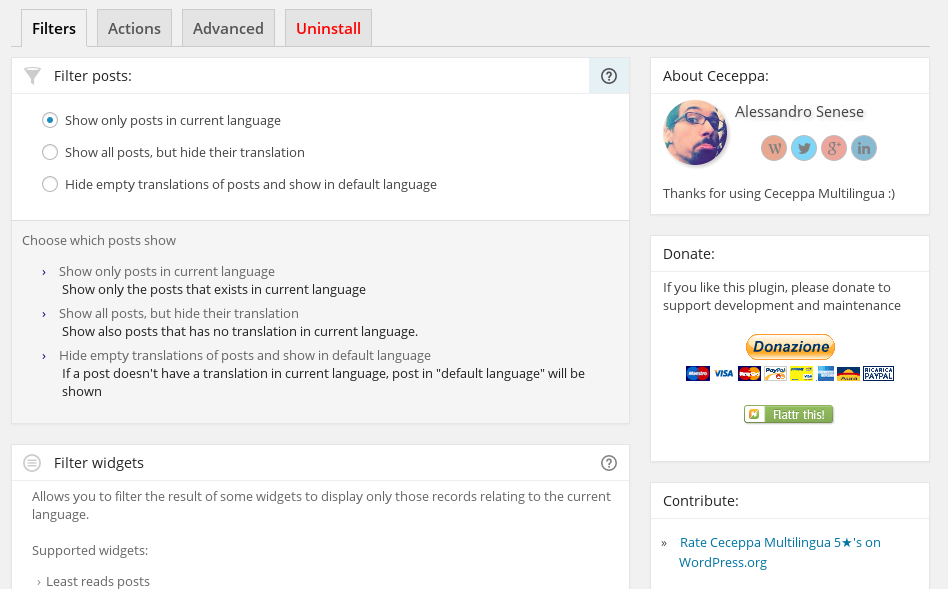 Filters
Actions
Advanced
Uninstall
Filter posts:
Show only posts in current language
Show all posts, but hide their translation
Hide empty translations of posts and show in default language
Choose which posts show
› Show only posts in current language
Show only the posts that exists in current language
› Show all posts, but hide their translation
Show also posts that has no translation in current language.
› Hide empty translations of posts and show in default language
If a post doesn't have a translation in current language, post in "default language" will be
shown
Filter widgets
Allows you to filter the result of some widgets to display only those records relating to the current
language.
Supported widgets:
› Least reads posts
About Ceceppa:
Alessandro Senese
Thanks for using Ceceppa Multilingua :)
Donate:
If you like this plugin, please donate to
support development and maintenance
Donazione
Maestro VISA PayPal RICARICA PAYPAL
Flattr this!
Contribute:
» Rate Ceceppa Multilingua 5★'s on
WordPress.org